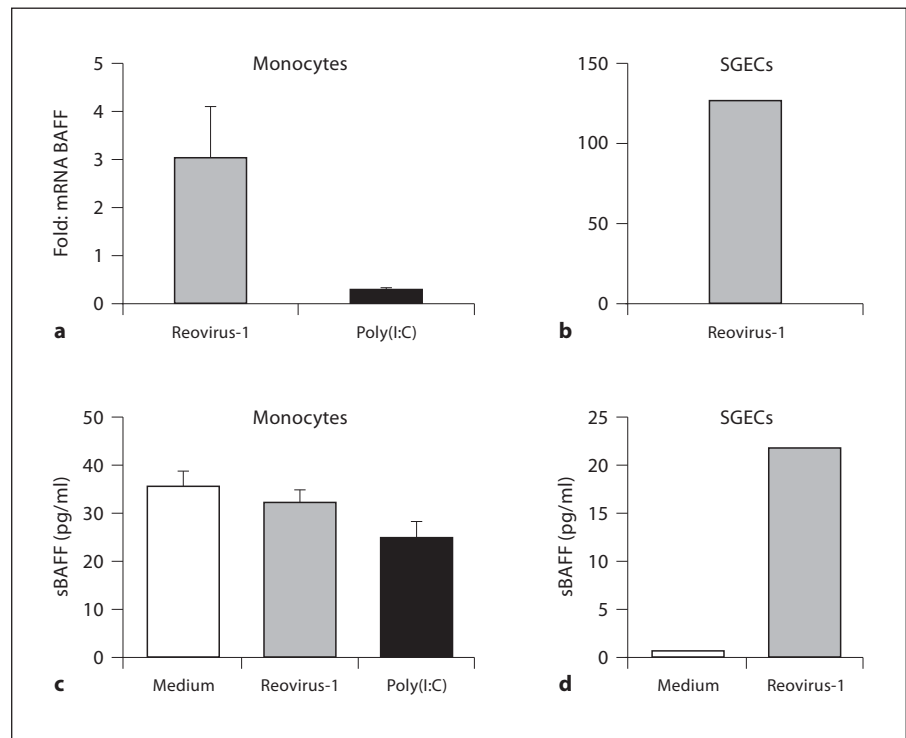 Monocytes
Fold: mRNA BAFF
5
4
3
2
1
0
Reovirus-1 Poly(I:C)
a
SGECs
150
100
50
0
Reovirus-1
b
Monocytes
sBAFF (pg/ml)
50
40
30
20
10
0
Medium Reovirus-1 Poly(I:C)
c
SGECs
sBAFF (pg/ml)
25
20
15
10
5
0
Medium Reovirus-1
d